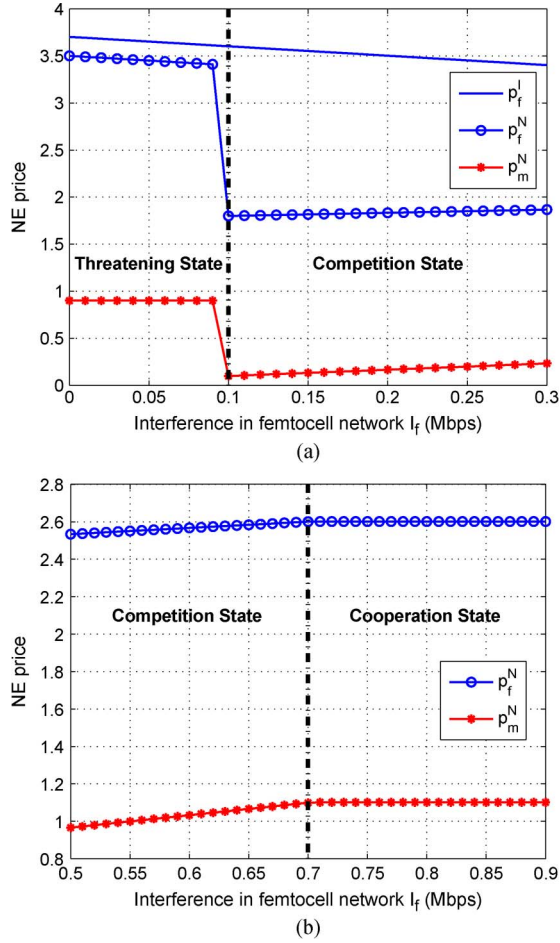 4
3.5
3
2.5
2
1.5
1
0.5
0
NE price
p_f^I
p_f^N
p_m^N
Threatening State
Competition State
0 0.05 0.1 0.15 0.2 0.25 0.3
Interference in femtocell network I_f (Mbps)
(a)
2.8
2.6
2.4
2.2
2
1.8
1.6
1.4
1.2
1
0.8
NE price
Competition State
Cooperation State
p_f^N
p_m^N
0.5 0.55 0.6 0.65 0.7 0.75 0.8 0.85 0.9
Interference in femtocell network I_f (Mbps)
(b)